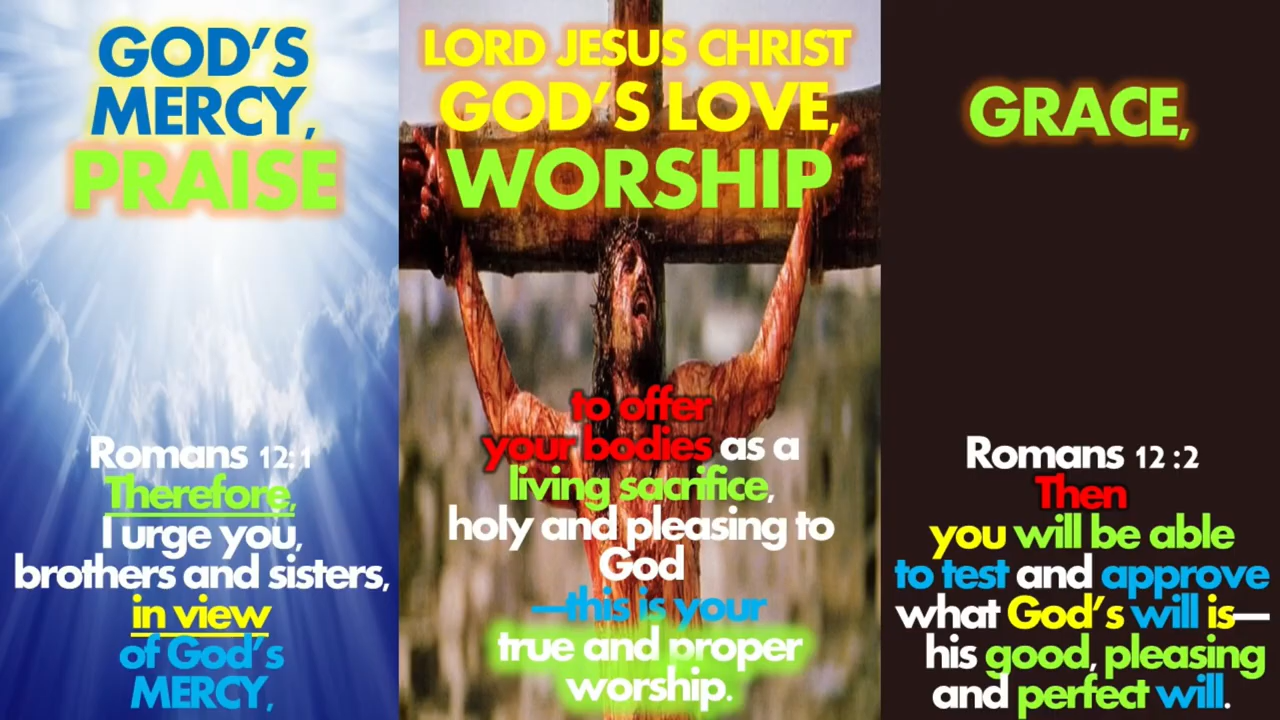 GOD'S
MERCY,
PRAISE
Romans 12:1
Therefore,
I urge you,
brothers and sisters,
in view
of God's
MERCY,
LORD JESUS CHRIST
GOD'S LOVE,
WORSHIP
to offer
your bodies as a
living sacrifice,
holy and pleasing to
God
—this is your
true and proper
worship.
GRACE,
Romans 12 :2
Then
you will be able
to test and approve
what God's will is—
his good, pleasing
and perfect will.